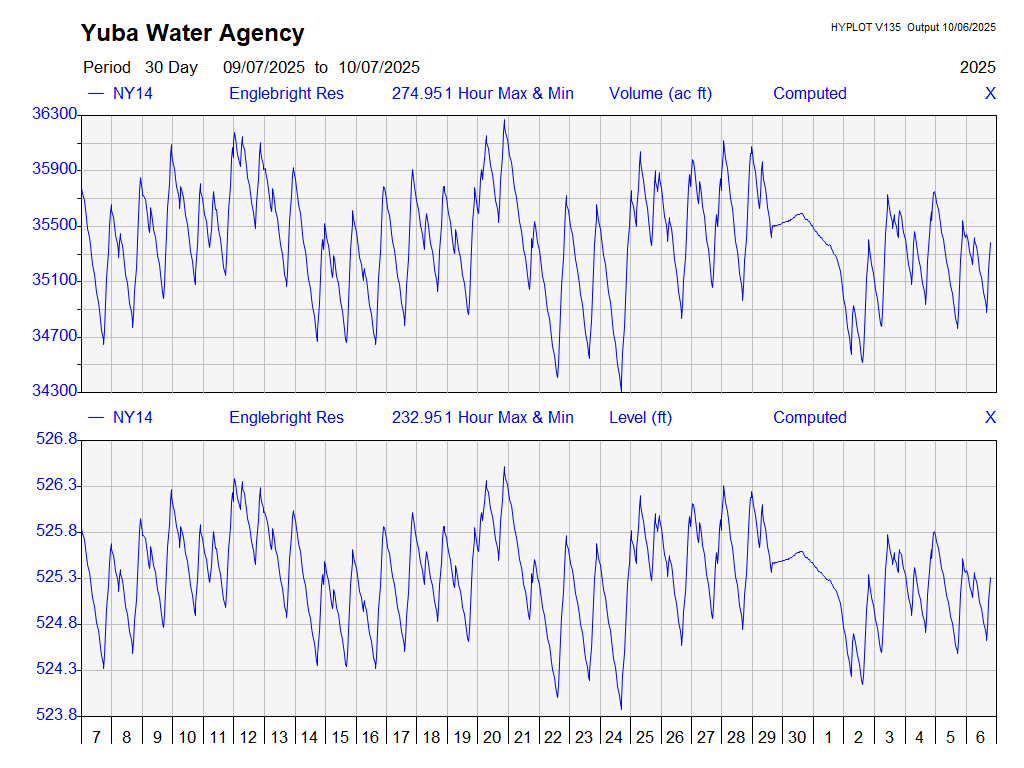 Yuba Water Agency
HYPLOT V135 Output 10/06/2025
Period 30 Day 09/07/2025 to 10/07/2025
2025
NY14 Englebright Res 274.951 Hour Max & Min Volume (ac ft) Computed X
36300
35900
35500
35100
34700
34300
NY14 Englebright Res 232.951 Hour Max & Min Level (ft) Computed X
526.8
526.3
525.8
525.3
524.8
524.3
523.8
7 8 9 10 11 12 13 14 15 16 17 18 19 20 21 22 23 24 25 26 27 28 29 30 1 2 3 4 5 6